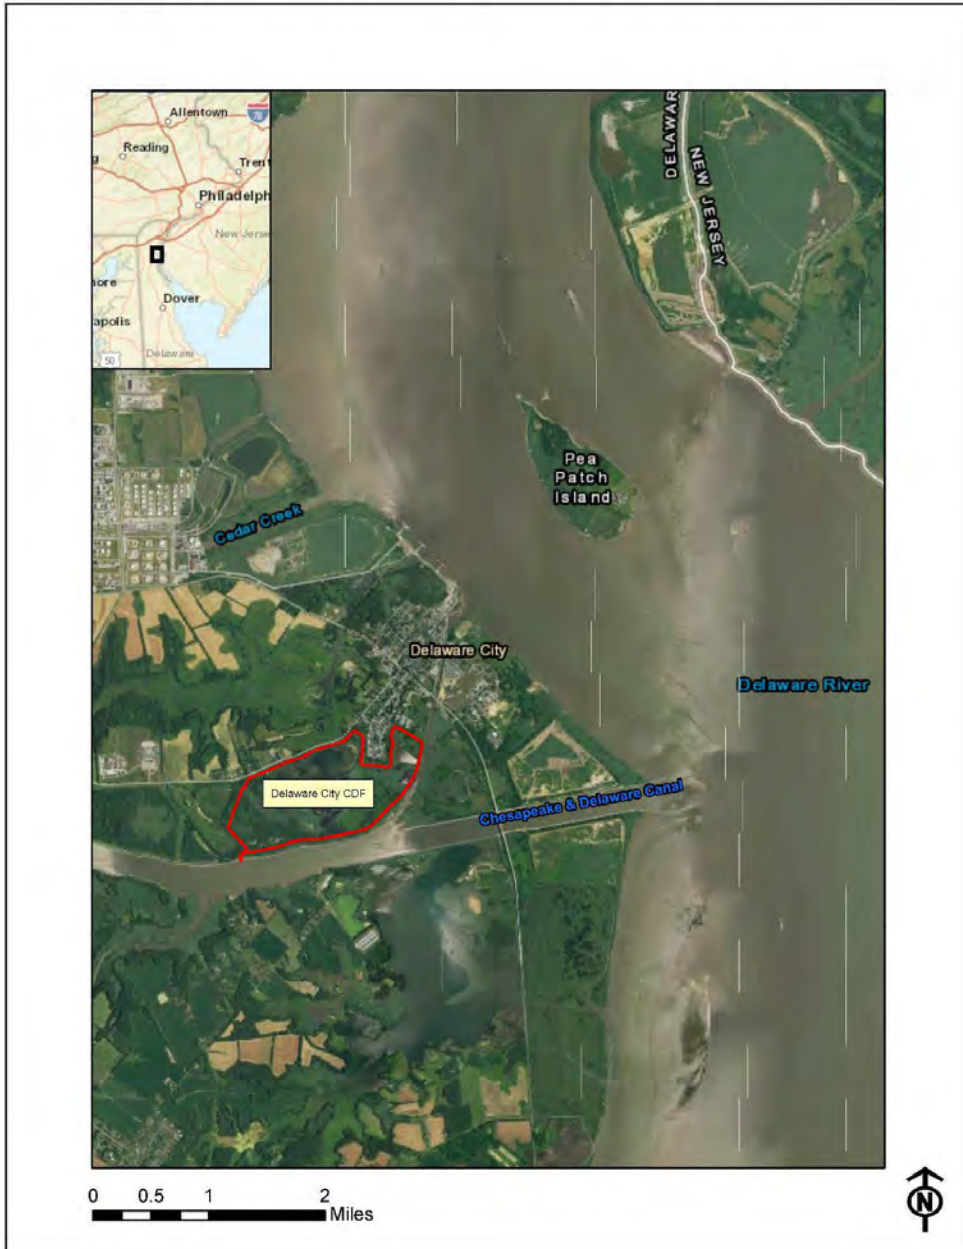 Allentown
78
Reading
Tren
Philadelph
New Jerse
more
Dover
apolis
50
Delaware
DELAWAR
NEW JERSEY
Pea
Patch
Island
Cedar Creek
Delaware City
Delaware River
Delaware City CDF
Chesapeake & Delaware Canal
0 0.5 1 2
Miles
N